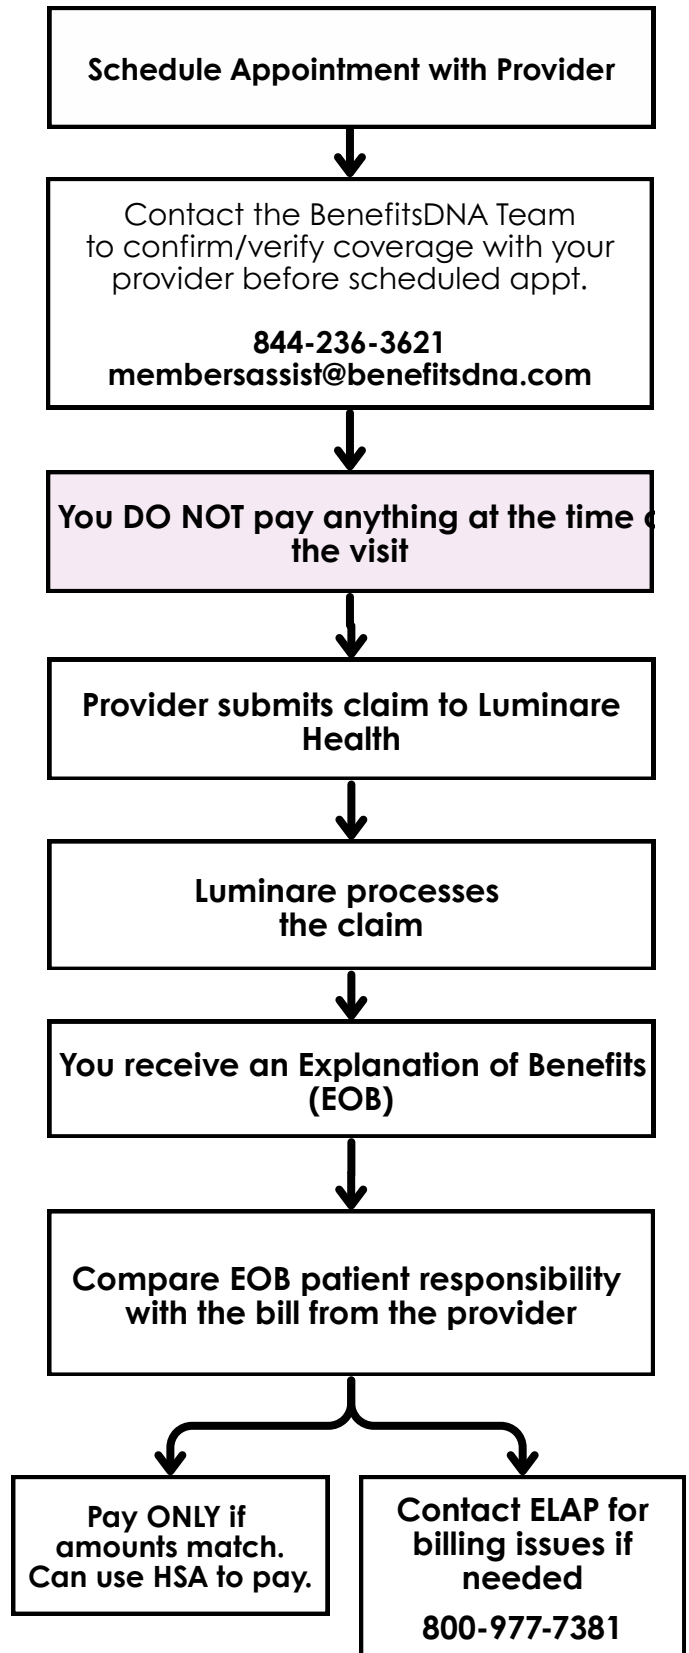 Schedule Appointment with Provider
Contact the BenefitsDNA Team
to confirm/verify coverage with your
provider before scheduled appt.
844-236-3621
membersassist@benefitsdna.com
You DO NOT pay anything at the time
the visit
Provider submits claim to Luminare
Health
Luminare processes
the claim
You receive an Explanation of Benefits
(EOB)
Compare EOB patient responsibility
with the bill from the provider
Pay ONLY if
amounts match.
Can use HSA to pay.
Contact ELAP for
billing issues if
needed
800-977-7381